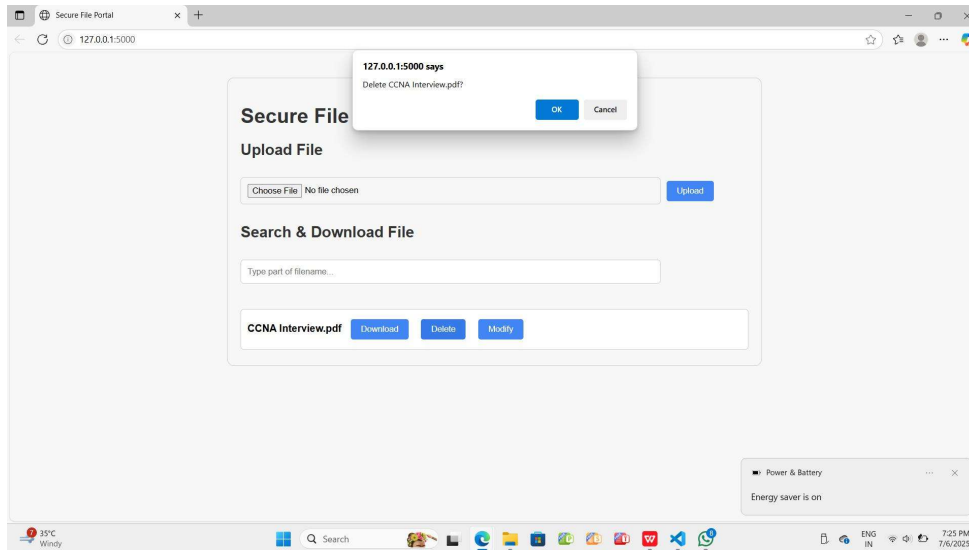 Secure File Portal
127.0.0.1:5000
127.0.0.1:5000 says
Delete CCNA Interview.pdf?
OK
Cancel
Secure File
Upload File
Choose File No file chosen
Upload
Search & Download File
Type part of filename...
CCNA Interview.pdf
Download
Delete
Modify
Power & Battery
Energy saver is on
7
35°C
Windy
Search
ENG
IN
7:25 PM
7/6/2025